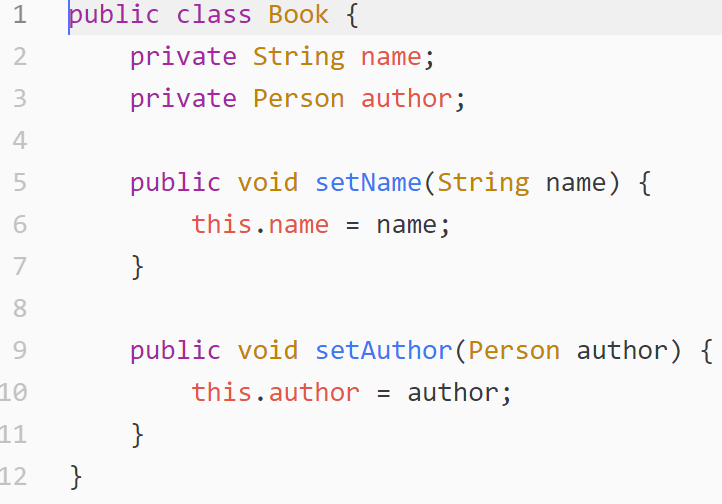 1 public class Book {
2     private String name;
3     private Person author;
4
5     public void setName(String name) {
6         this.name = name;
7     }
8
9     public void setAuthor(Person author) {
10         this.author = author;
11     }
12 }